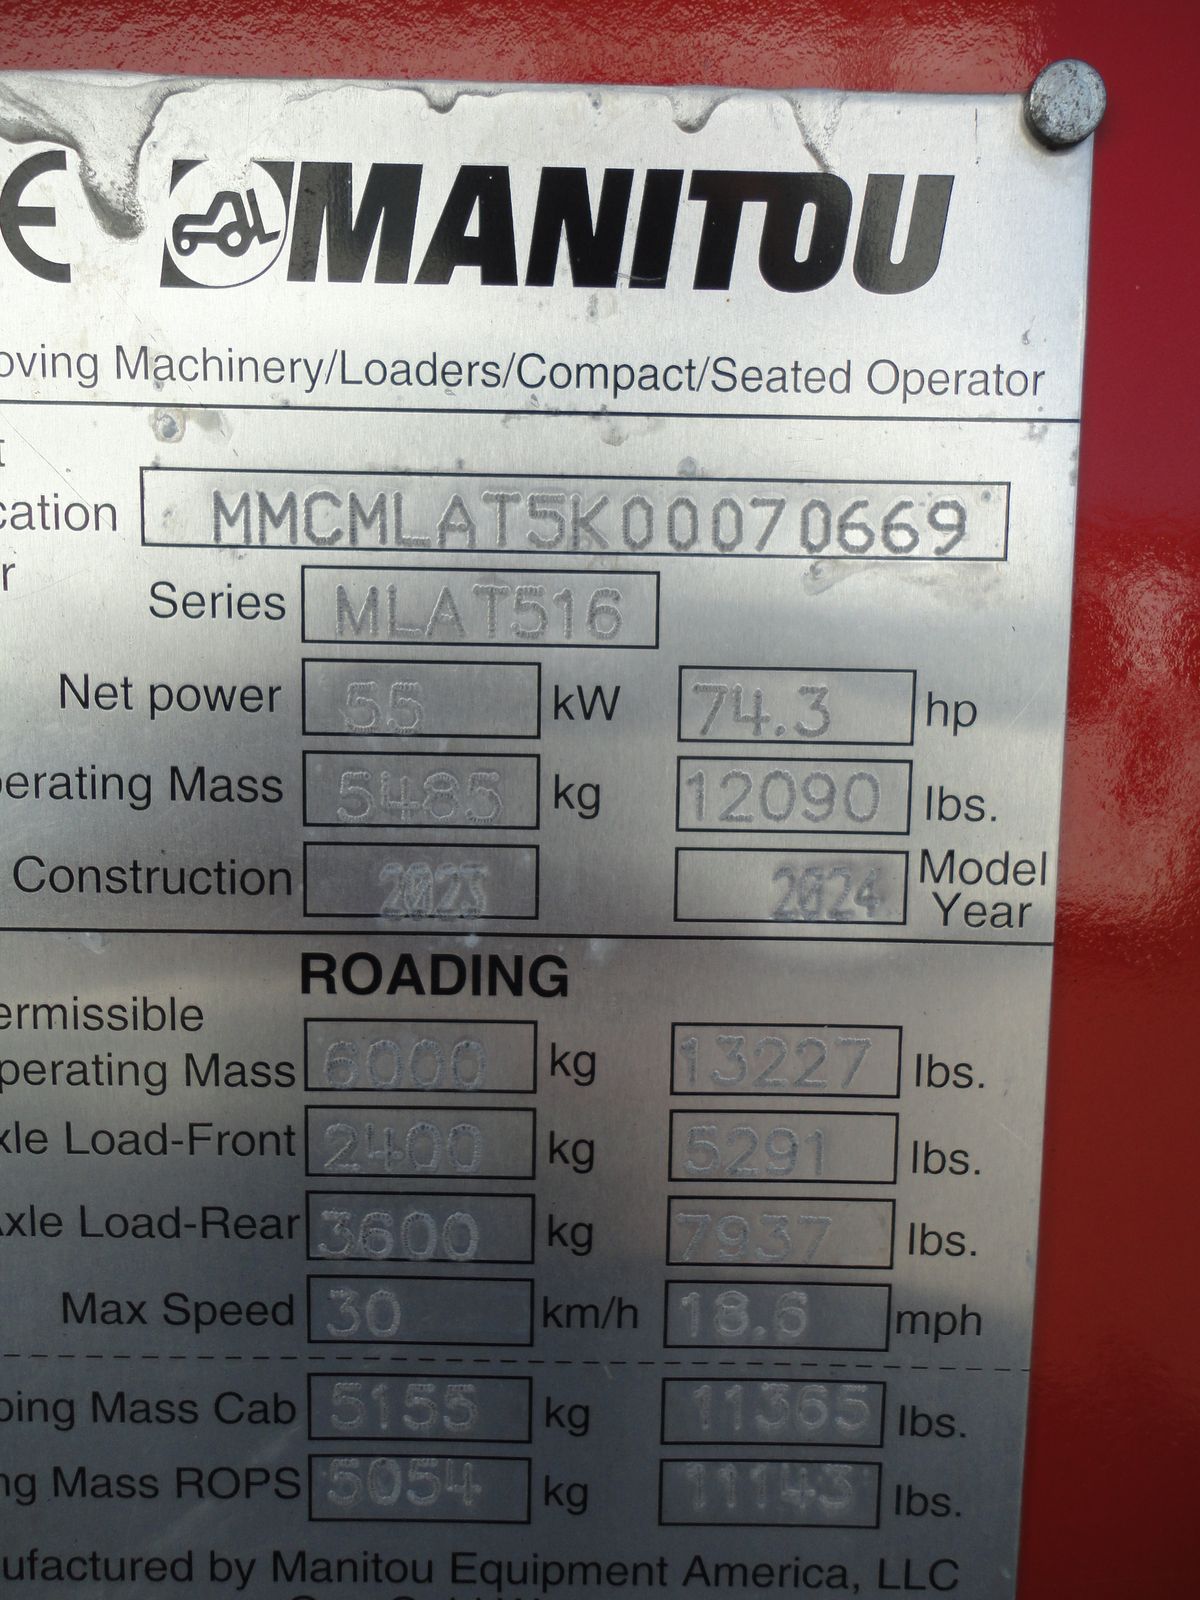 CE MANITOU
oving Machinery/Loaders/Compact/Seated Operator
t
cation MMCMLAT5K00070669
r
Series MLAT516
Net power 55 kW 74.3 hp
perating Mass 5485 kg 12090 lbs.
Construction 2023 2024 Model
Year
ROADING
ermissible
perating Mass 6000 kg 13227 lbs.
xle Load-Front 2400 kg 5291 lbs.
Axle Load-Rear 3600 kg 7937 lbs.
Max Speed 30 km/h 18.6 mph
ping Mass Cab 5155 kg 11365 lbs.
ng Mass ROPS 5054 kg 11143 lbs.
ufactured by Manitou Equipment America, LLC